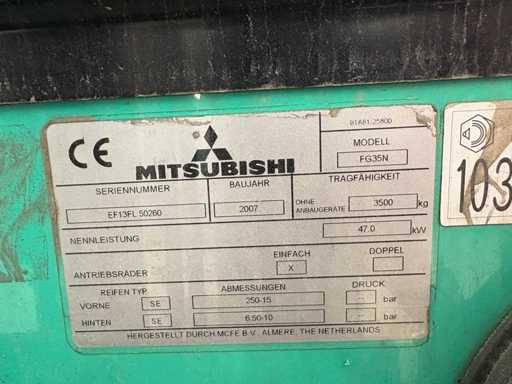 91A81 25800
CE
MITSUBISHI
MODELL
FG35N
SERIENNUMMER BAUJAHR TRAGFÄHIGKEIT
EF13FL 50260 2007 OHNE ANBAUGERÄTE 3500 kg
NENNLEISTUNG 47.0 kW
EINFACH DOPPEL
ANTRIEBSRÄDER X
REIFEN TYP. ABMESSUNGEN DRUCK
VORNE SE 250-15 -- bar
HINTEN SE 6.50-10 -- bar
HERGESTELLT DURCH MCFE B.V., ALMERE, THE NETHERLANDS
103